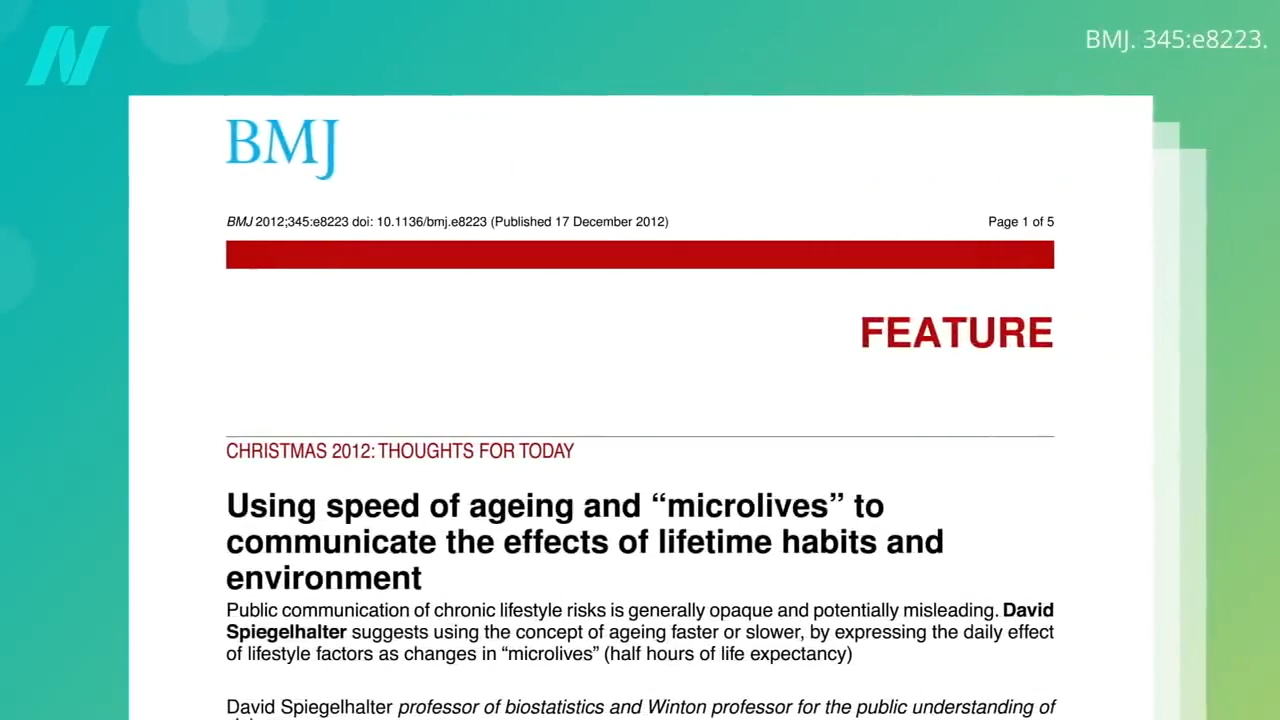 BMJ. 345:e8223.
BMJ
BMJ 2012;345:e8223 doi: 10.1136/bmj.e8223 (Published 17 December 2012) Page 1 of 5
FEATURE
CHRISTMAS 2012: THOUGHTS FOR TODAY
Using speed of ageing and “microlives” to
communicate the effects of lifetime habits and
environment
Public communication of chronic lifestyle risks is generally opaque and potentially misleading. David
Spiegelhalter suggests using the concept of ageing faster or slower, by expressing the daily effect
of lifestyle factors as changes in “microlives” (half hours of life expectancy)
David Spiegelhalter professor of biostatistics and Winton professor for the public understanding of